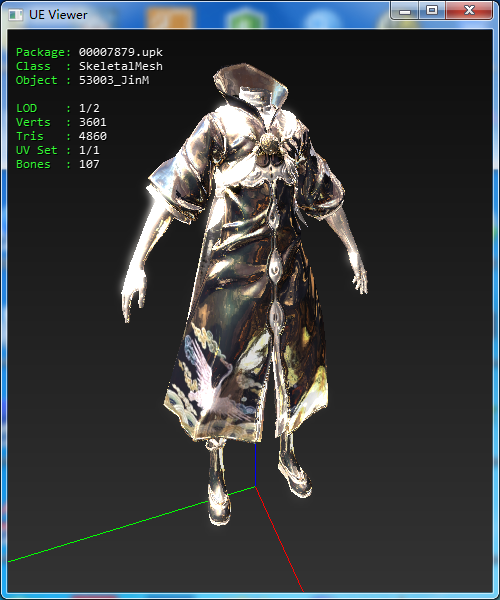 UE Viewer
Package: 00007879.upk
Class : SkeletalMesh
Object : 53003_JinM
LOD : 1/2
Verts : 3601
Tris : 4860
UV Set : 1/1
Bones : 107